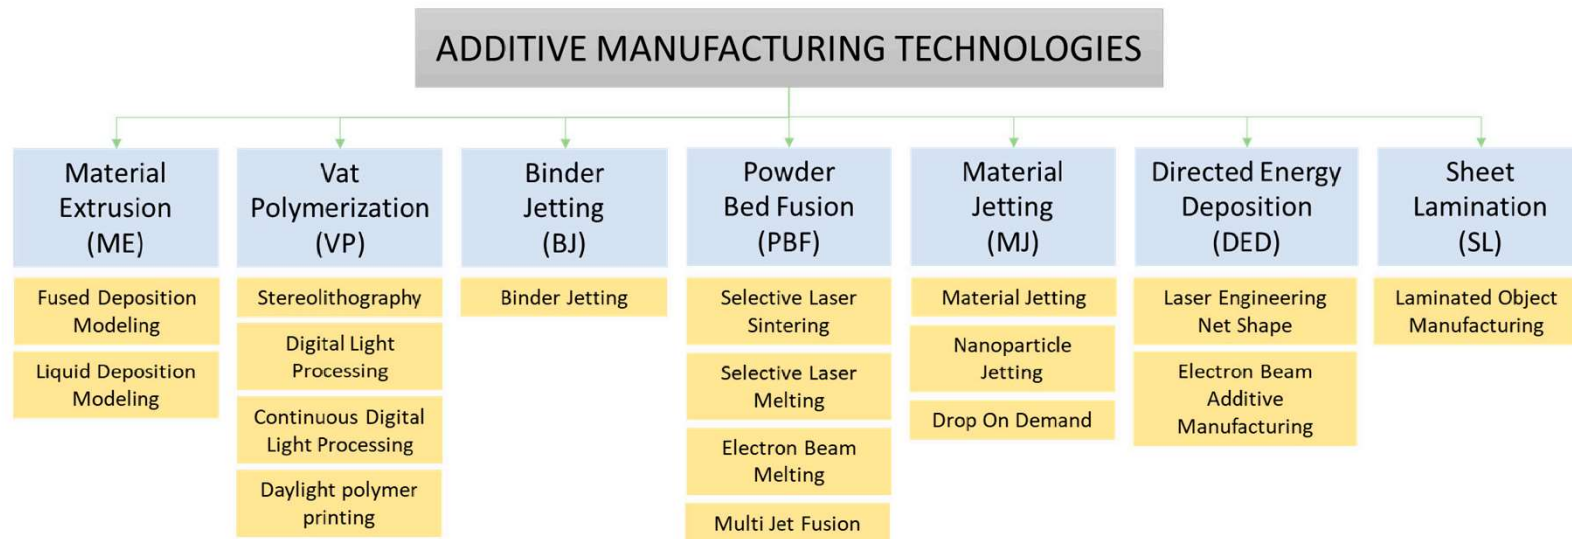 ADDITIVE MANUFACTURING TECHNOLOGIES
Material
Extrusion
(ME)
Fused Deposition
Modeling
Liquid Deposition
Modeling
Vat
Polymerization
(VP)
Stereolithography
Digital Light
Processing
Continuous Digital
Light Processing
Daylight polymer
printing
Binder
Jetting
(BJ)
Binder Jetting
Powder
Bed Fusion
(PBF)
Selective Laser
Sintering
Selective Laser
Melting
Electron Beam
Melting
Multi Jet Fusion
Material
Jetting
(MJ)
Material Jetting
Nanoparticle
Jetting
Drop On Demand
Directed Energy
Deposition
(DED)
Laser Engineering
Net Shape
Electron Beam
Additive
Manufacturing
Sheet
Lamination
(SL)
Laminated Object
Manufacturing